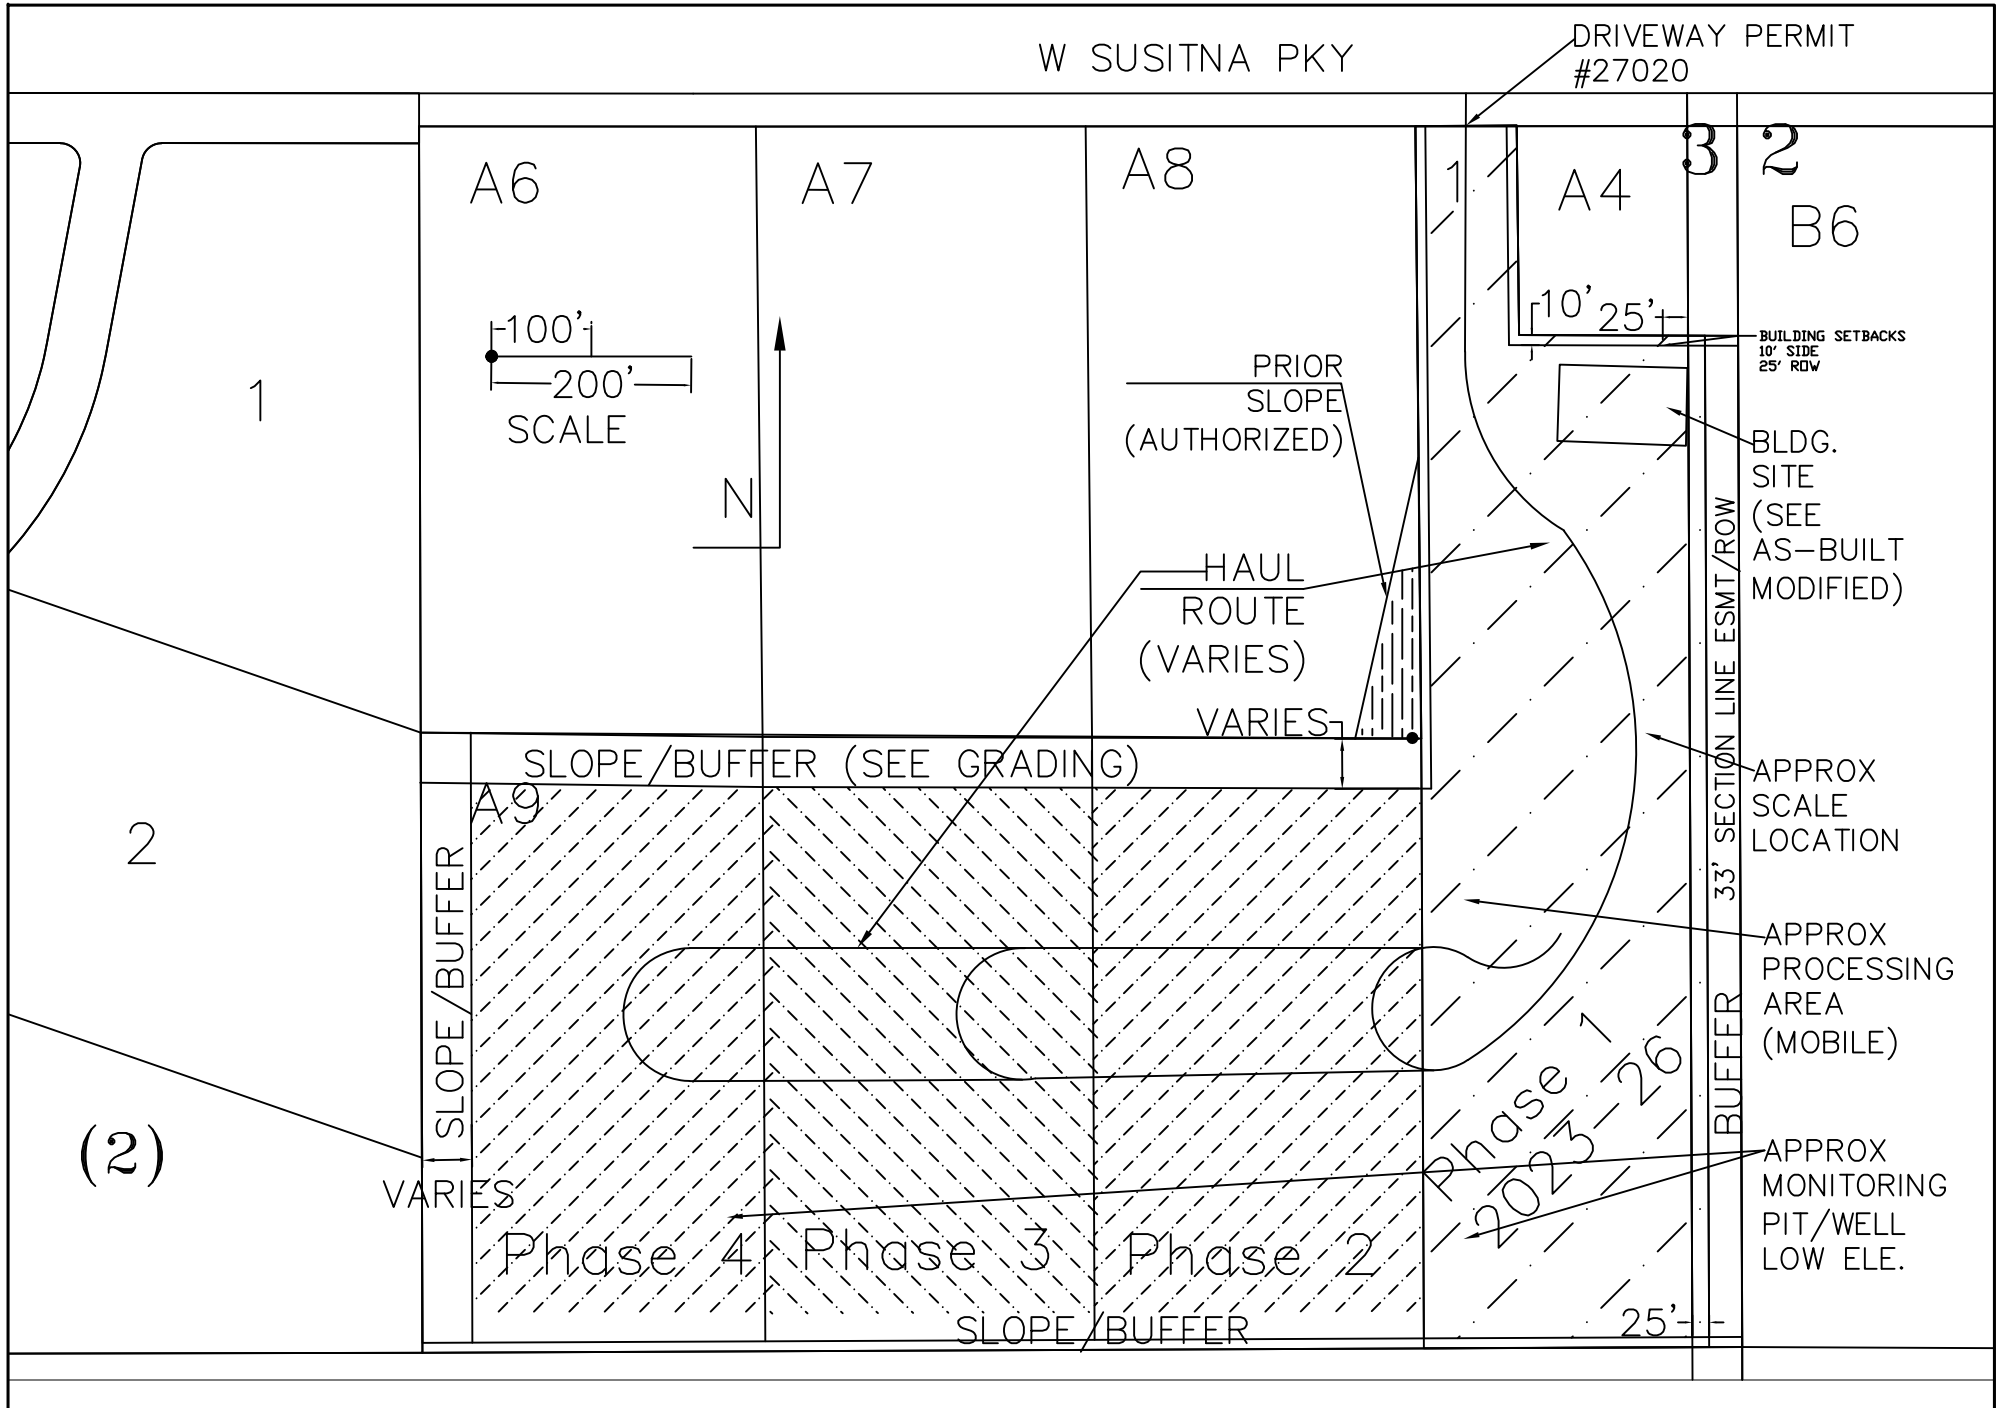 W SUSITNA PKY
DRIVEWAY PERMIT
#27020
A6
A7
A8
1
A4
3
2
B6
100'
200'
SCALE
N
1
10'
25'
BUILDING SETBACKS
10' SIDE
25' ROW
PRIOR
SLOPE
(AUTHORIZED)
BLDG.
SITE
(SEE
AS-BUILT
MODIFIED)
HAUL
ROUTE
(VARIES)
VARIES
SLOPE/BUFFER (SEE GRADING)
33' SECTION LINE ESMT/ROW
APPROX
SCALE
LOCATION
A9
2
SLOPE/BUFFER
APPROX
PROCESSING
AREA
(MOBILE)
BUFFER
Phase 1
2023 26
(2)
VARIES
APPROX
MONITORING
PIT/WELL
LOW ELE.
Phase 4
Phase 3
Phase 2
SLOPE/BUFFER
25'